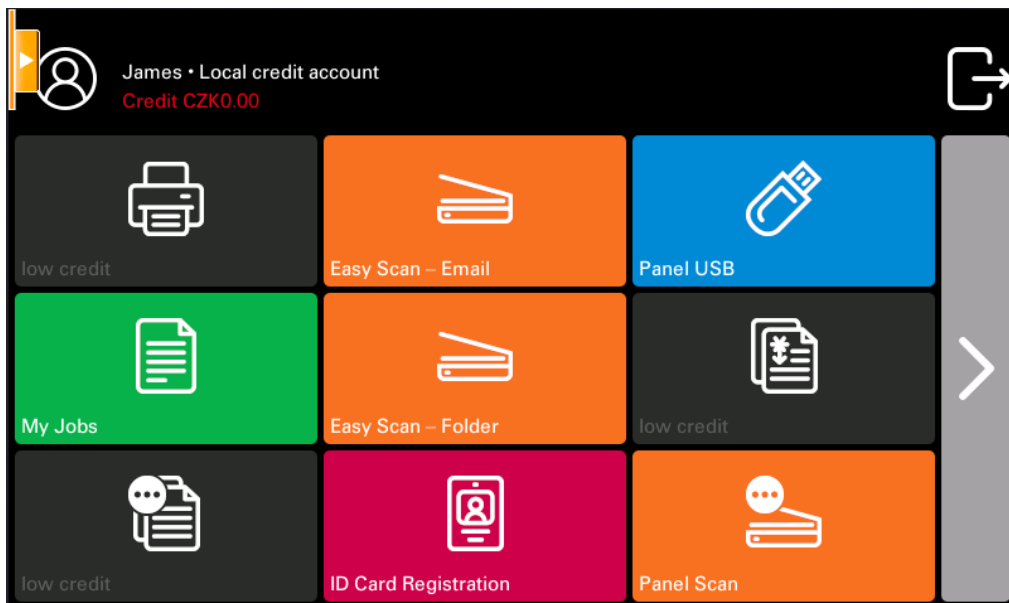 James • Local credit account
Credit CZK0.00
low credit
Easy Scan – Email
Panel USB
My Jobs
Easy Scan – Folder
low credit
low credit
ID Card Registration
Panel Scan